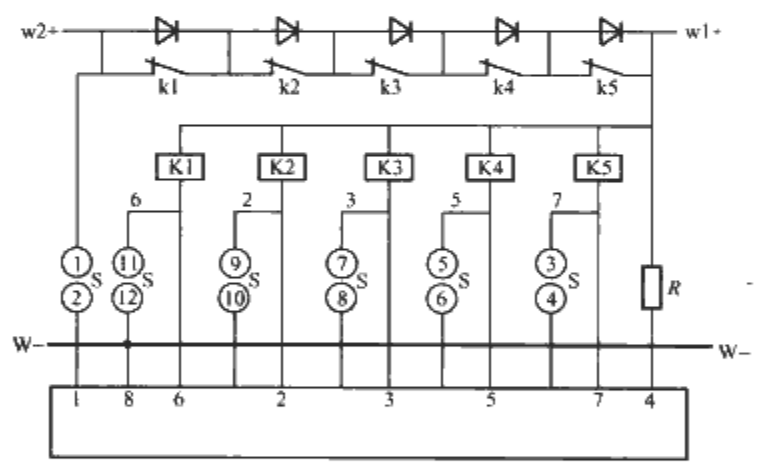 w2+ w1+
k1 k2 k3 k4 k5
K1 K2 K3 K4 K5
6 2 3 5 7
1 11 9 7 5 3
S S S S S S R
2 12 10 8 6 4
W− W−
1 8 6 2 3 5 7 4